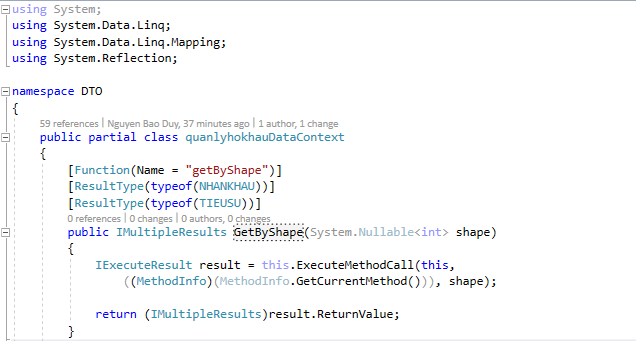 using System;
using System.Data.Linq;
using System.Data.Linq.Mapping;
using System.Reflection;
namespace DTO
{
59 references | Nguyen Bao Duy, 37 minutes ago | 1 author, 1 change
public partial class quanlyhokhauDataContext
{
[Function(Name = "getByShape")]
[ResultType(typeof(NHANKHAU))]
[ResultType(typeof(TIEUSU))]
0 references | 0 changes | 0 authors, 0 changes
public IMultipleResults GetByShape(System.Nullable<int> shape)
{
IExecuteResult result = this.ExecuteMethodCall(this,
((MethodInfo)(MethodInfo.GetCurrentMethod())), shape);
return (IMultipleResults)result.ReturnValue;
}